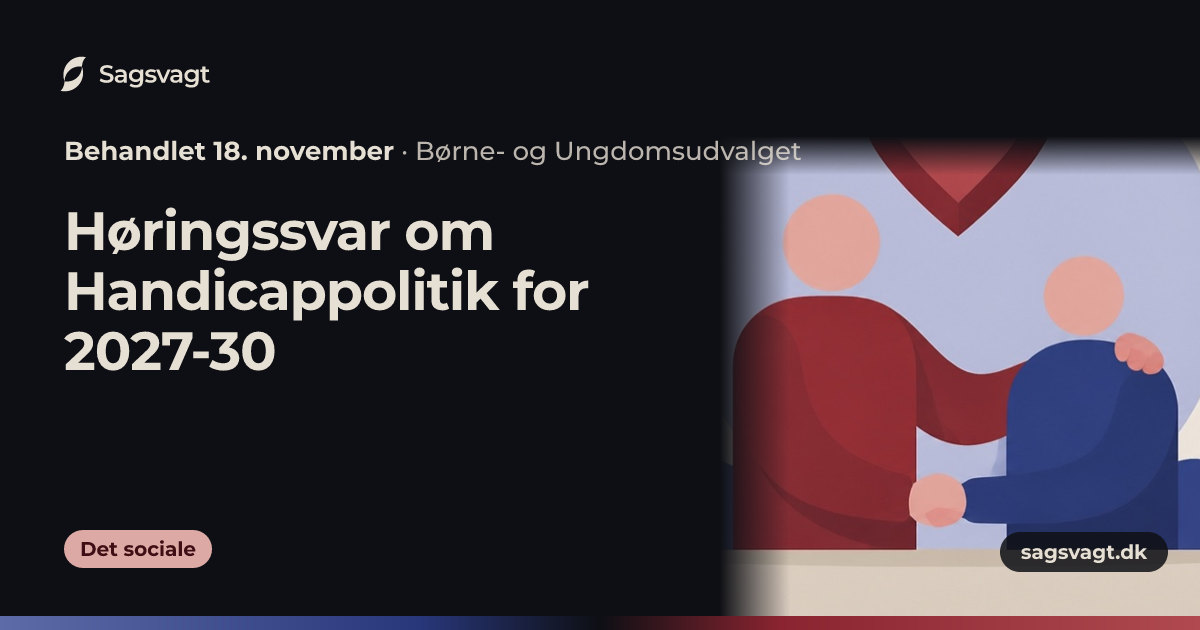 Sagsvagt
Behandlet 18. november · Børne- og Ungdomsudvalget
Høringssvar om
Handicappolitik for
2027-30
Det sociale
sagsvagt.dk